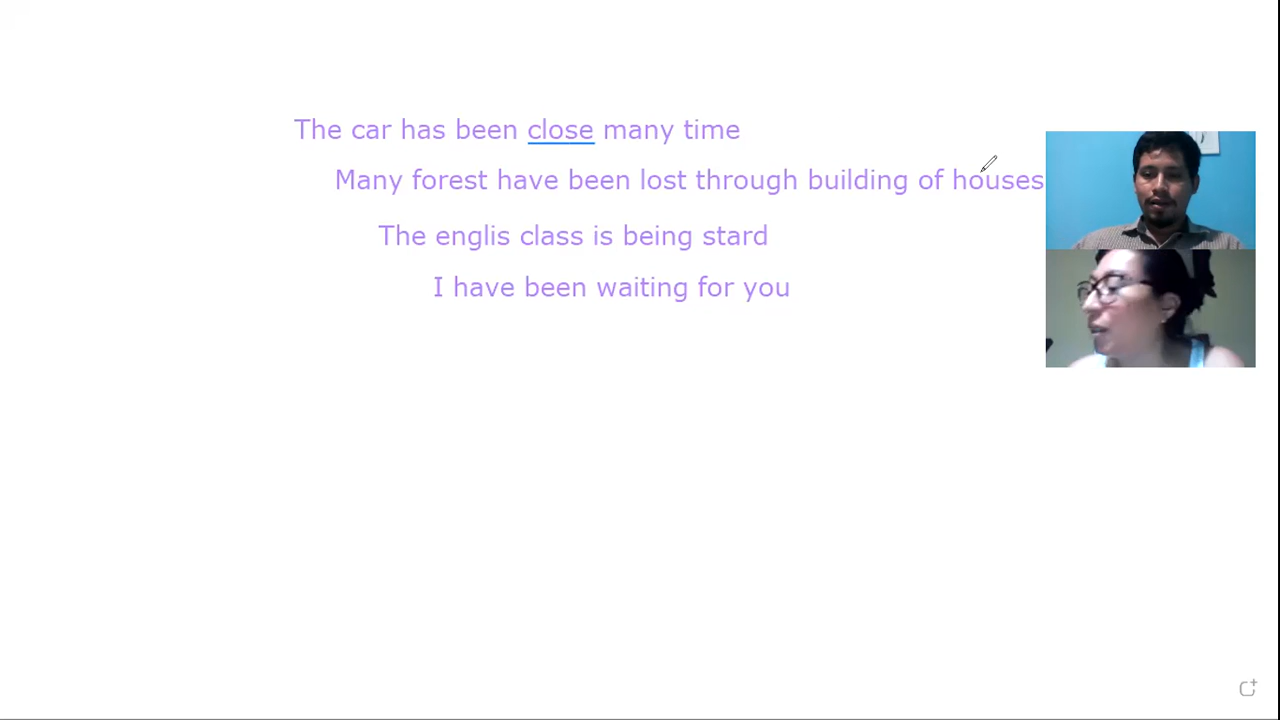 The car has been close many time
Many forest have been lost through building of houses
The englis class is being stard
I have been waiting for you